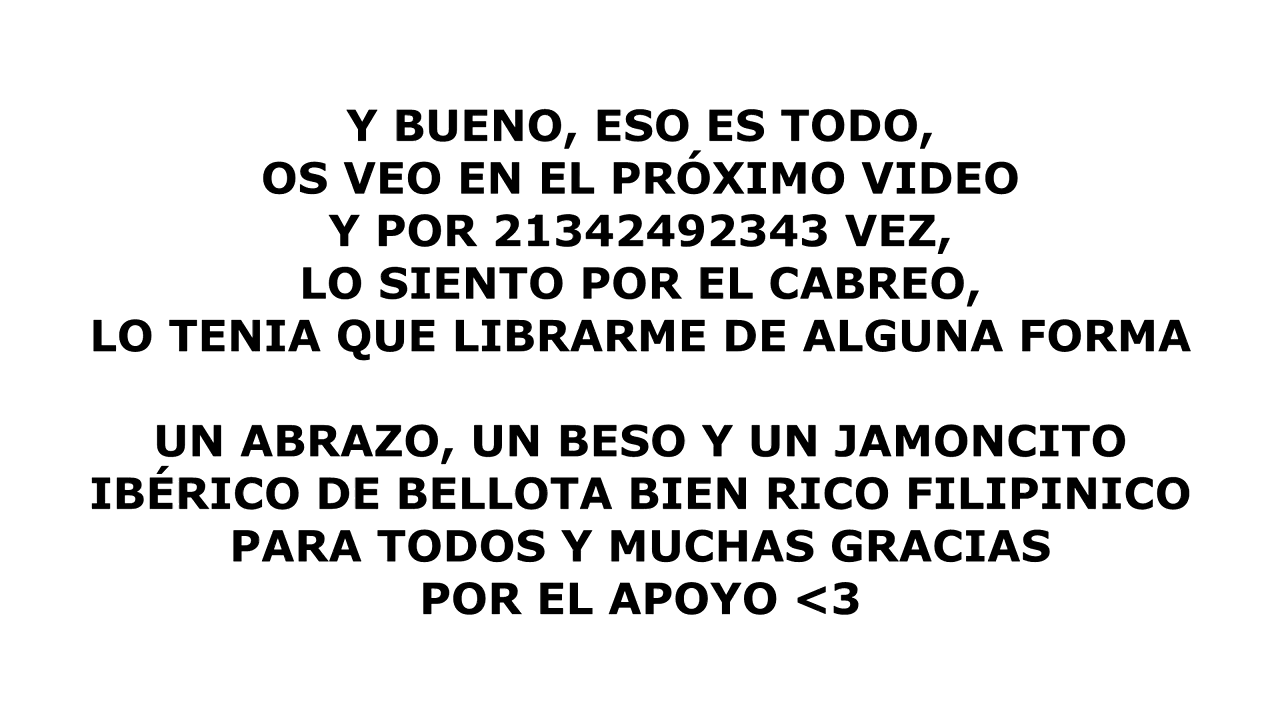 Y BUENO, ESO ES TODO,
OS VEO EN EL PRÓXIMO VIDEO
Y POR 21342492343 VEZ,
LO SIENTO POR EL CABREO,
LO TENIA QUE LIBRARME DE ALGUNA FORMA
UN ABRAZO, UN BESO Y UN JAMONCITO
IBÉRICO DE BELLOTA BIEN RICO FILIPINICO
PARA TODOS Y MUCHAS GRACIAS
POR EL APOYO <3